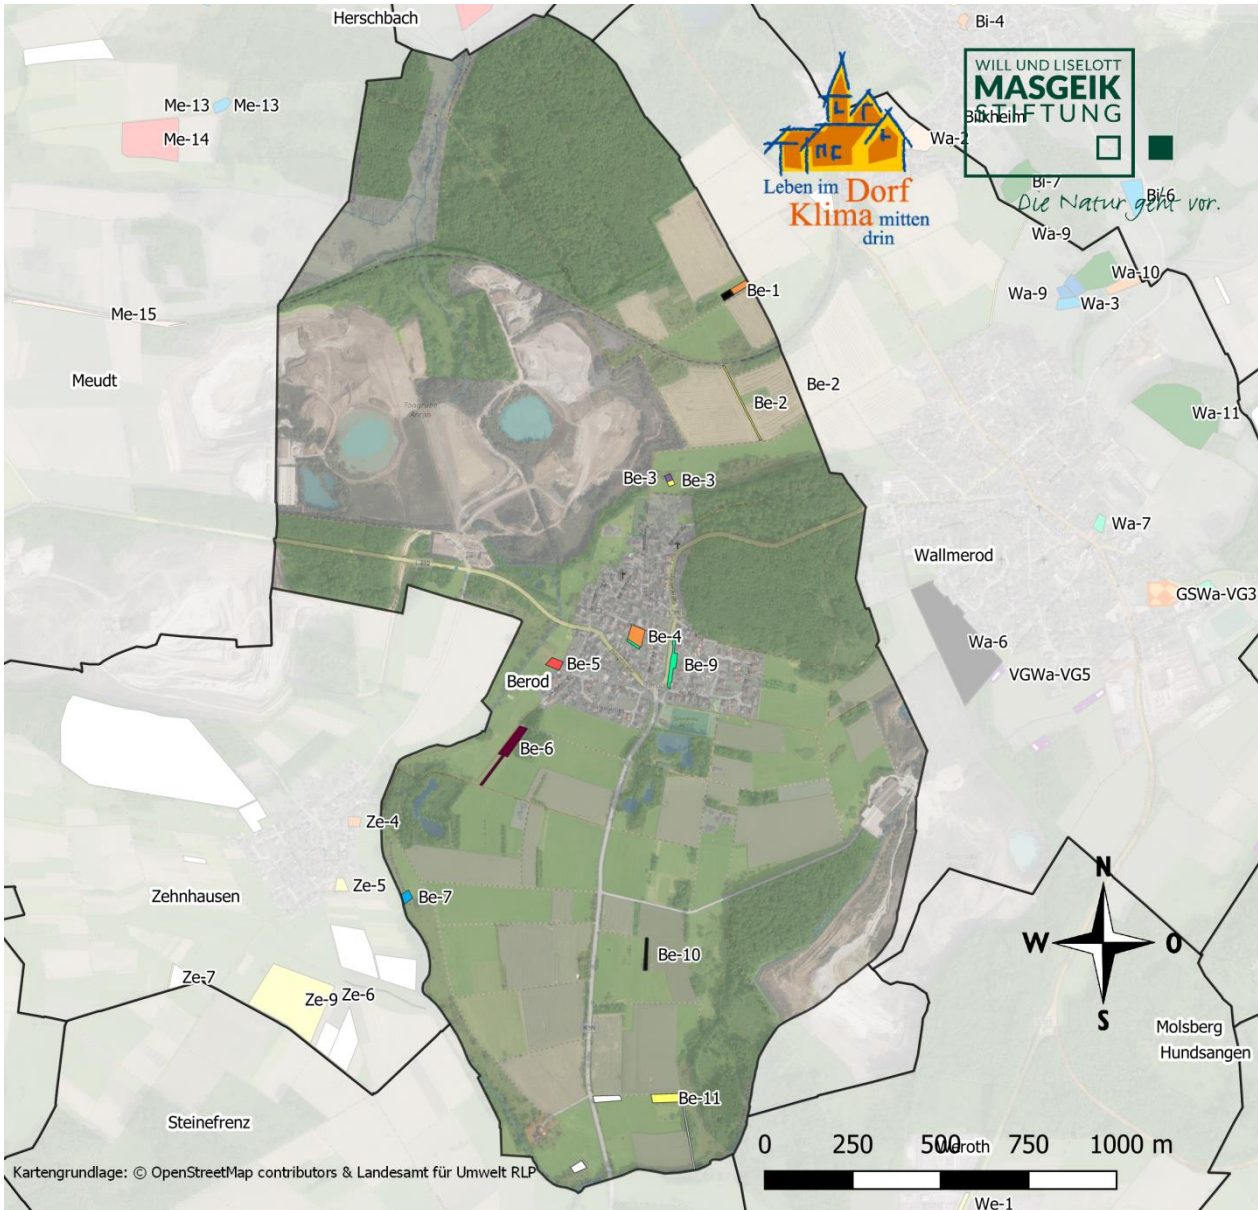 Herschbach
Bi-4
WILL UND LISELOTT
MASGEIK
STIFTUNG
Bilkheim
Me-13
Me-13
Me-14
Wa-2
Leben im Dorf
Klima mitten
drin
Bi-7
Bi-6
Die Natur geht vor.
Wa-9
Wa-10
Wa-9
Wa-3
Be-1
Me-15
Meudt
Be-2
Be-2
Wa-11
Be-3
Be-3
Wa-7
Wallmerod
GSWa-VG3
Be-4
Wa-6
Be-5
Be-9
Berod
VGWa-VG5
Be-6
Ze-4
Ze-5
Zehnhausen
Be-7
N
W
O
S
Be-10
Ze-7
Ze-9
Ze-6
Molsberg
Hundsangen
Be-11
Steinefrenz
0 250 500 750 1000 m
Weroth
Kartengrundlage: © OpenStreetMap contributors & Landesamt für Umwelt RLP
We-1